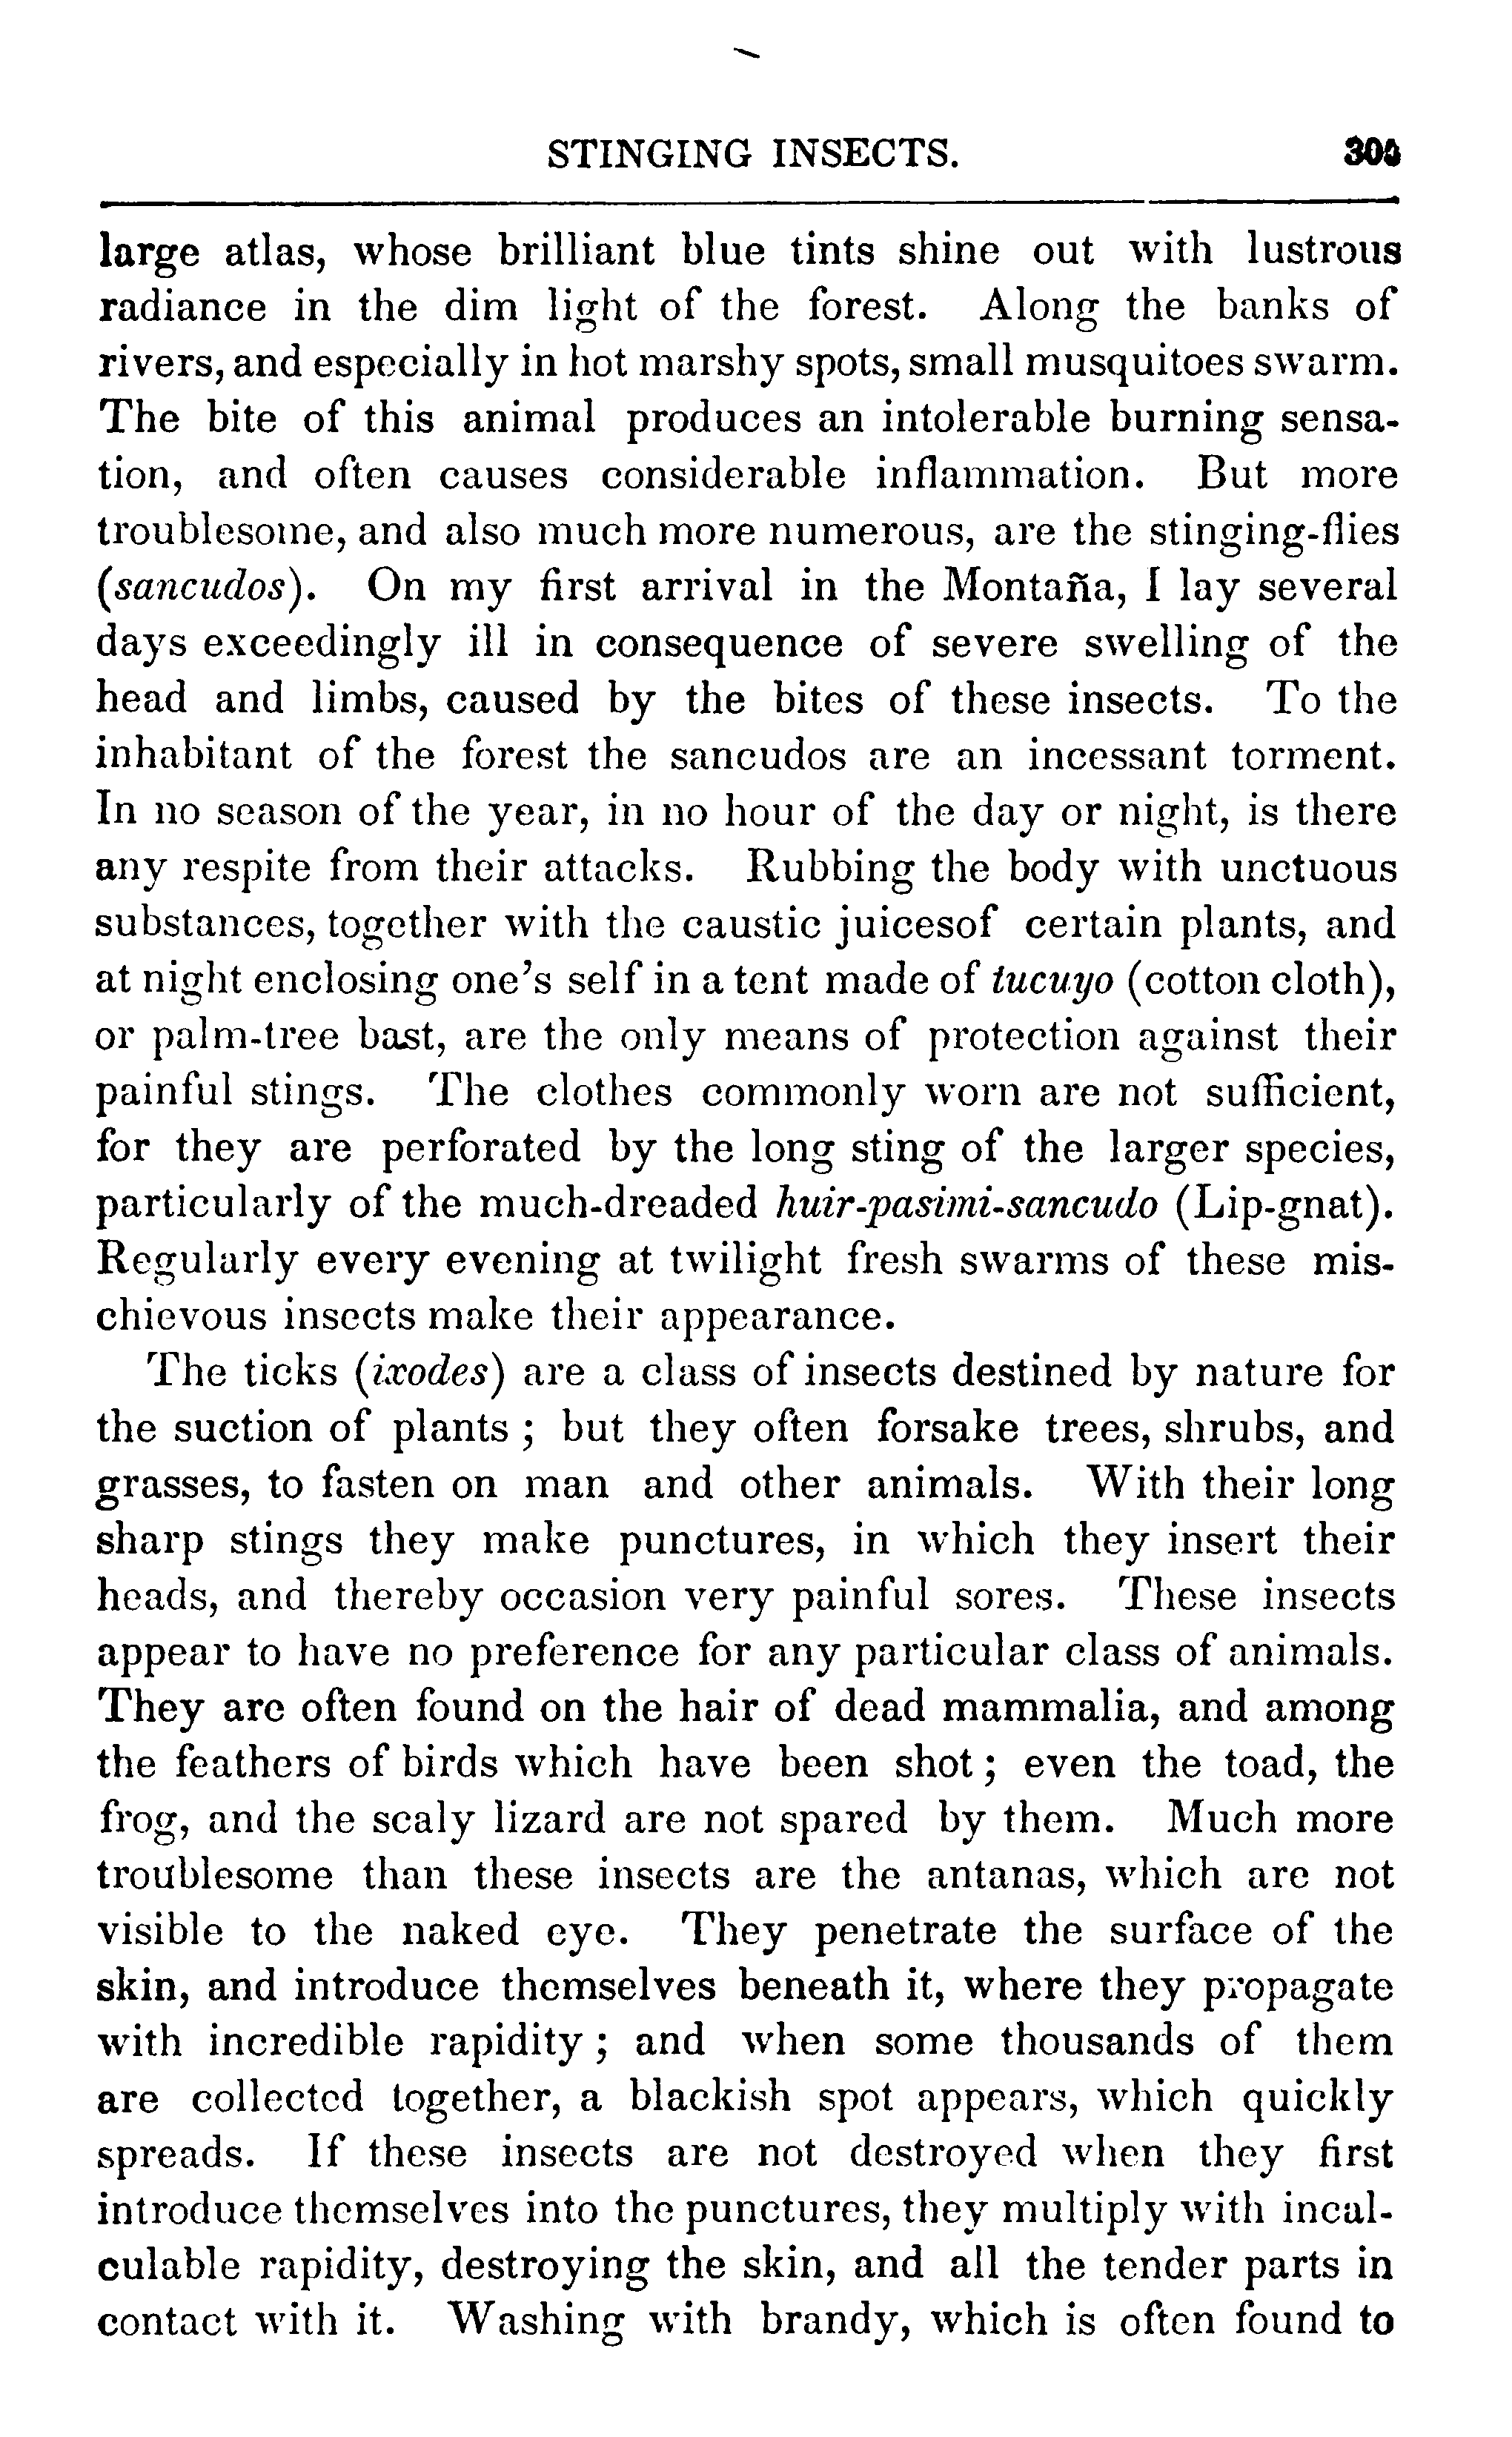 STINGING INSECTS.
large atlas, whose brilliant blue tints shine out with lustrous
radiance in the dim light of the forest. Along the banks of
rivers, and especially in hot marshy spots, small musquitoes swarm.
The bite of this animal produces an intolerable burning sensa-
tion, and often causes considerable inflammation. But more
troublesome, and also much more numerous, are the stinging-flies
(sancudos). On my first arrival in the Montaña, I lay several
days exceedingly ill in consequence of severe swelling of the
head and limbs, caused by the bites of these insects. To the
inhabitant of the forest the sancudos are an incessant torment.
In no season of the year, in no hour of the day or night, is there
any respite from their attacks. Rubbing the body with unctuous
substances, together with the caustic juicesof certain plants, and
at night enclosing one's self in a tent made of tucuyo (cotton cloth),
or palm-tree bast, are the only means of protection against their
painful stings. The clothes commonly worn are not sufficient,
for they are perforated by the long sting of the larger species,
particularly of the much-dreaded huir-pasimi-sancudo (Lip-gnat).
Regularly every evening at twilight fresh swarms of these mis-
chievous insects make their appearance.
The ticks (ixodes) are a class of insects destined by nature for
the suction of plants ; but they often forsake trees, shrubs, and
grasses, to fasten on man and other animals. With their long
sharp stings they make punctures, in which they insert their
heads, and thereby occasion very painful sores. These insects
appear to have no preference for any particular class of animals.
They are often found on the hair of dead mammalia, and among
the feathers of birds which have been shot ; even the toad, the
frog, and the scaly lizard are not spared by them. Much more
troublesome than these insects are the antanas, which are not
visible to the naked eye. They penetrate the surface of the
skin, and introduce themselves beneath it, where they propagate
with incredible rapidity ; and when some thousands of them
are collected together, a blackish spot appears, which quickly
spreads. If these insects are not destroyed when they first
introduce themselves into the punctures, they multiply with incal-
culable rapidity, destroying the skin, and all the tender parts in
contact with it. Washing with brandy, which is often found to